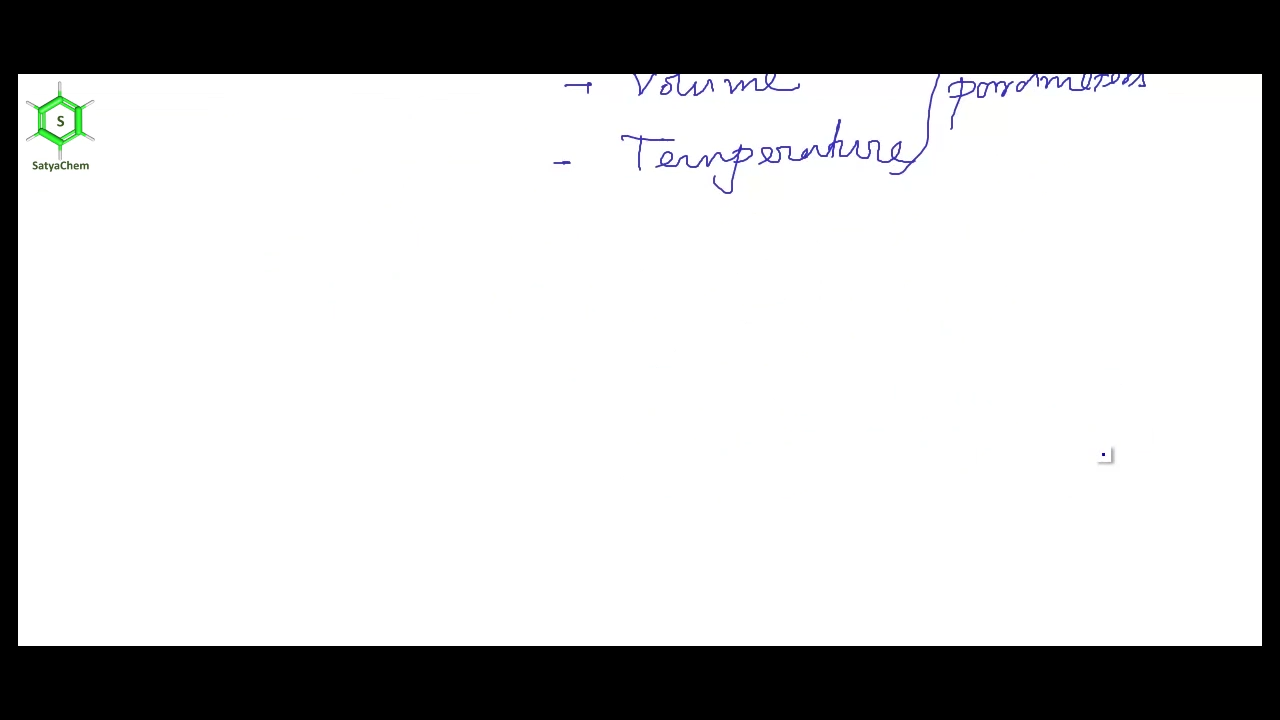 → Volume parameters
- Temperature
S
SatyaChem